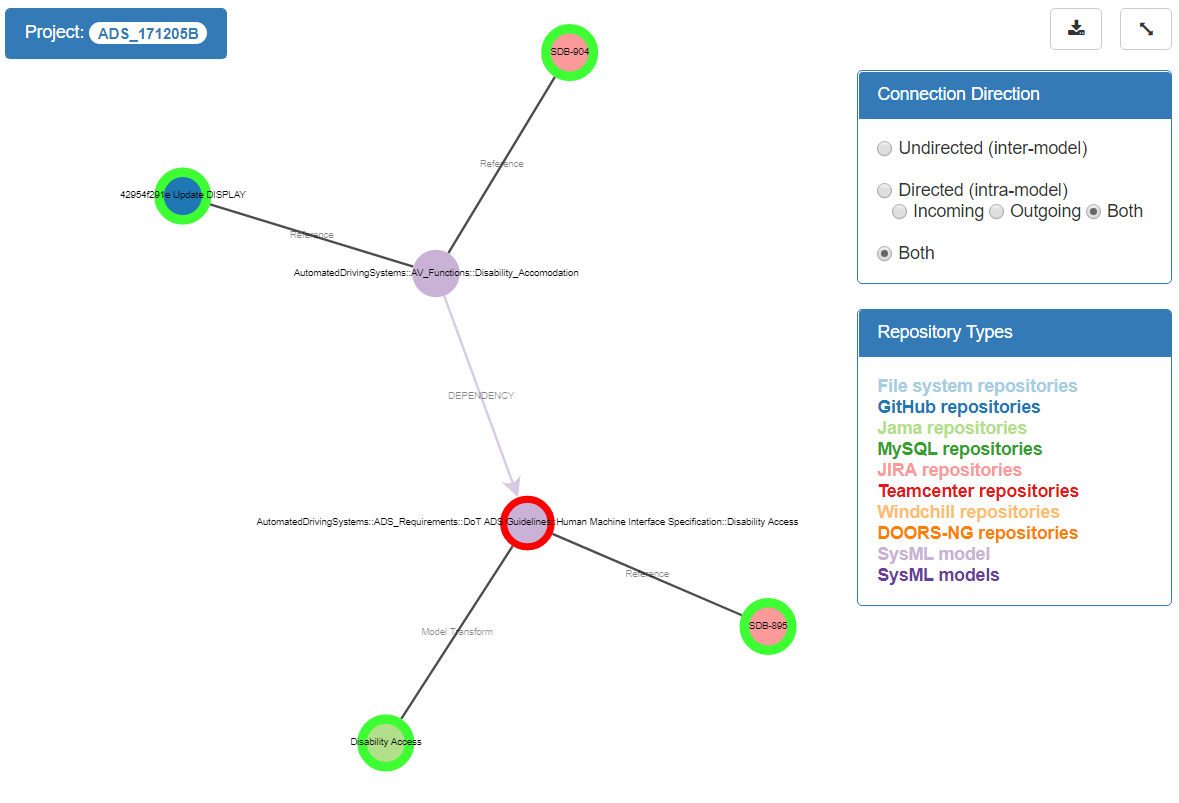 Project: ADS_171205B
SDB-904
Reference
42954f291e Update DISPLAY
Reference
AutomatedDrivingSystems::AV_Functions::Disability_Accomodation
DEPENDENCY
AutomatedDrivingSystems::ADS_Requirements::DoT ADS Guidelines::Human Machine Interface Specification::Disability Access
Reference
SDB-895
Model Transform
Disability Access
Connection Direction
Undirected (inter-model)
Directed (intra-model)
Incoming Outgoing Both
Both
Repository Types
File system repositories
GitHub repositories
Jama repositories
MySQL repositories
JIRA repositories
Teamcenter repositories
Windchill repositories
DOORS-NG repositories
SysML model
SysML models